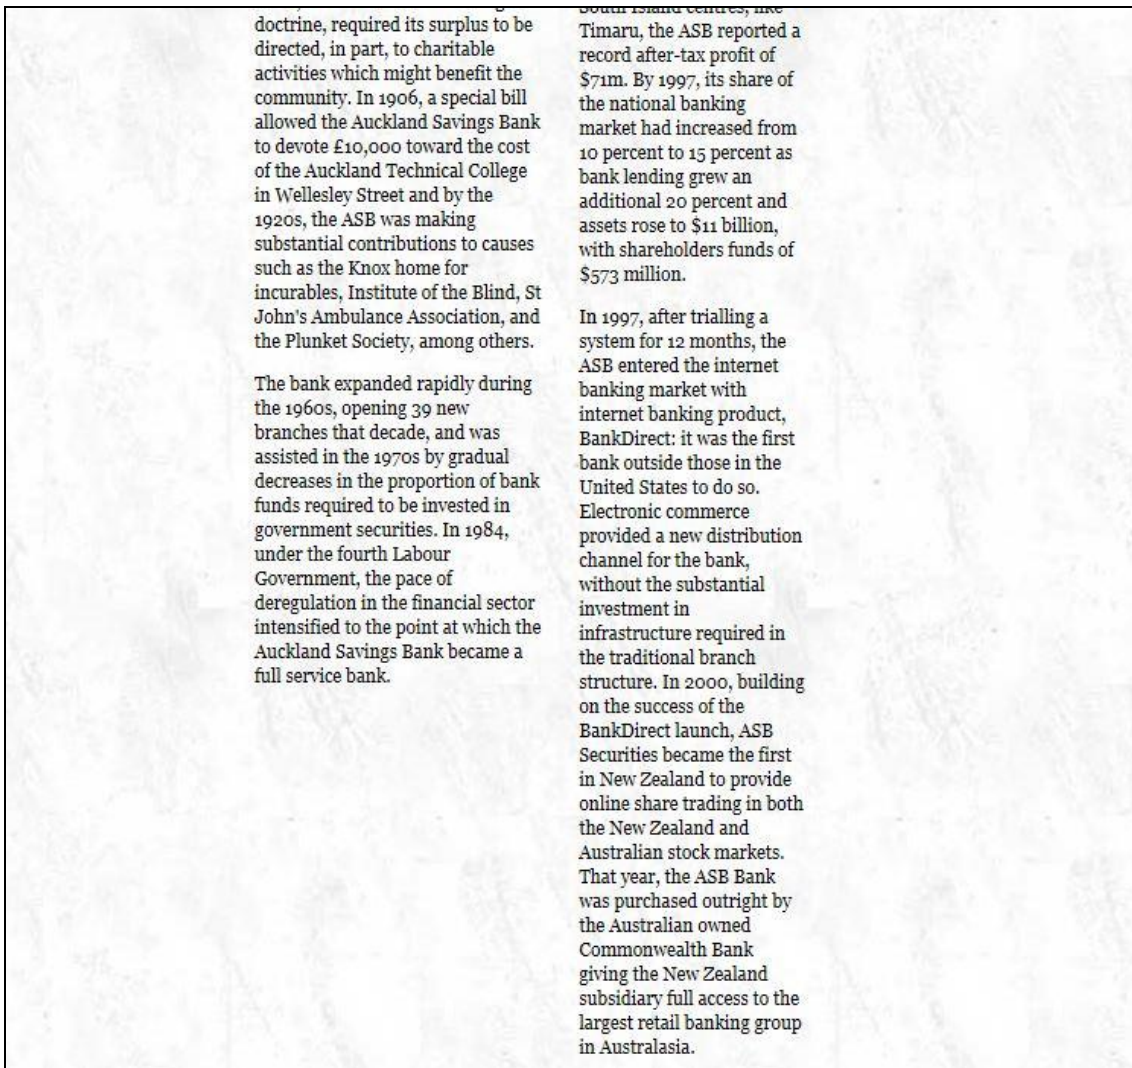 doctrine, required its surplus to be
directed, in part, to charitable
activities which might benefit the
community. In 1906, a special bill
allowed the Auckland Savings Bank
to devote £10,000 toward the cost
of the Auckland Technical College
in Wellesley Street and by the
1920s, the ASB was making
substantial contributions to causes
such as the Knox home for
incurables, Institute of the Blind, St
John's Ambulance Association, and
the Plunket Society, among others.
The bank expanded rapidly during
the 1960s, opening 39 new
branches that decade, and was
assisted in the 1970s by gradual
decreases in the proportion of bank
funds required to be invested in
government securities. In 1984,
under the fourth Labour
Government, the pace of
deregulation in the financial sector
intensified to the point at which the
Auckland Savings Bank became a
full service bank.
South Island centres, like
Timaru, the ASB reported a
record after-tax profit of
$71m. By 1997, its share of
the national banking
market had increased from
10 percent to 15 percent as
bank lending grew an
additional 20 percent and
assets rose to $11 billion,
with shareholders funds of
$573 million.
In 1997, after trialling a
system for 12 months, the
ASB entered the internet
banking market with
internet banking product,
BankDirect: it was the first
bank outside those in the
United States to do so.
Electronic commerce
provided a new distribution
channel for the bank,
without the substantial
investment in
infrastructure required in
the traditional branch
structure. In 2000, building
on the success of the
BankDirect launch, ASB
Securities became the first
in New Zealand to provide
online share trading in both
the New Zealand and
Australian stock markets.
That year, the ASB Bank
was purchased outright by
the Australian owned
Commonwealth Bank
giving the New Zealand
subsidiary full access to the
largest retail banking group
in Australasia.